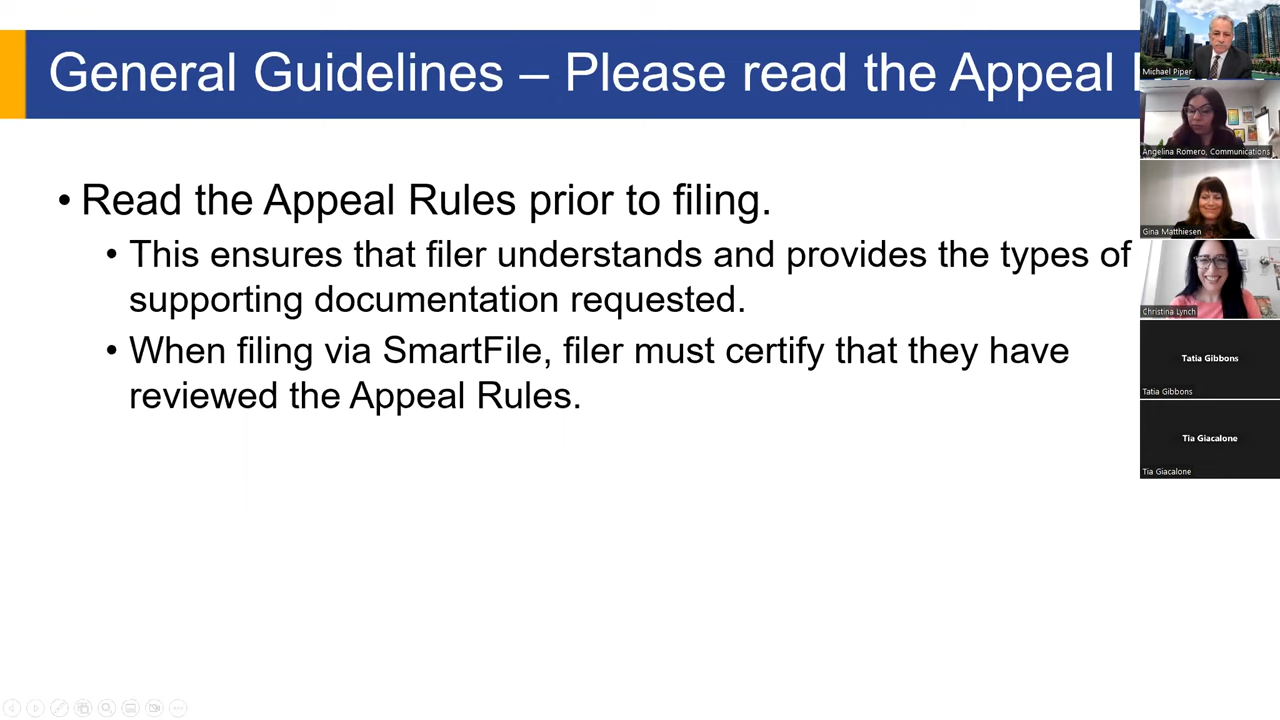 General Guidelines – Please read the Appeal
• Read the Appeal Rules prior to filing.
• This ensures that filer understands and provides the types of
supporting documentation requested.
• When filing via SmartFile, filer must certify that they have
reviewed the Appeal Rules.
Michael Piper
Angelina Romero, Communications
Gina Matthiesen
Christina Lynch
Tatia Gibbons
Tatia Gibbons
Tia Giacalone
Tia Giacalone